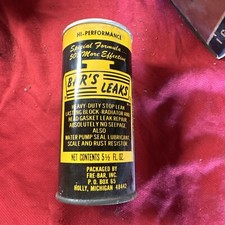 HI-PERFORMANCE
Special Formula
50% More Effective
BAR'S
LEAKS
HEAVY-DUTY STOP LEAK
LASTING BLOCK RADIATOR AND
HEAD GASKET LEAK REPAIR
ABSOLUTELY NO SEEPAGE
ALSO
WATER PUMP SEAL LUBRICANT
SCALE AND RUST RESISTOR
NET CONTENTS 5½ FL. OZ.
PACKAGED BY
FRE-BAR, INC.
P. O. BOX 65
HOLLY, MICHIGAN 48442